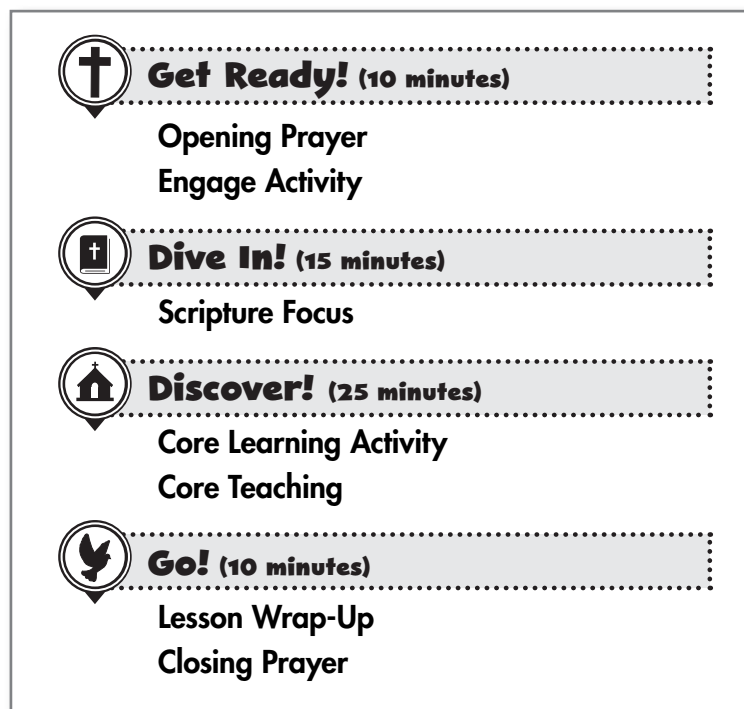 Get Ready! (10 minutes)
Opening Prayer
Engage Activity
Dive In! (15 minutes)
Scripture Focus
Discover! (25 minutes)
Core Learning Activity
Core Teaching
Go! (10 minutes)
Lesson Wrap-Up
Closing Prayer